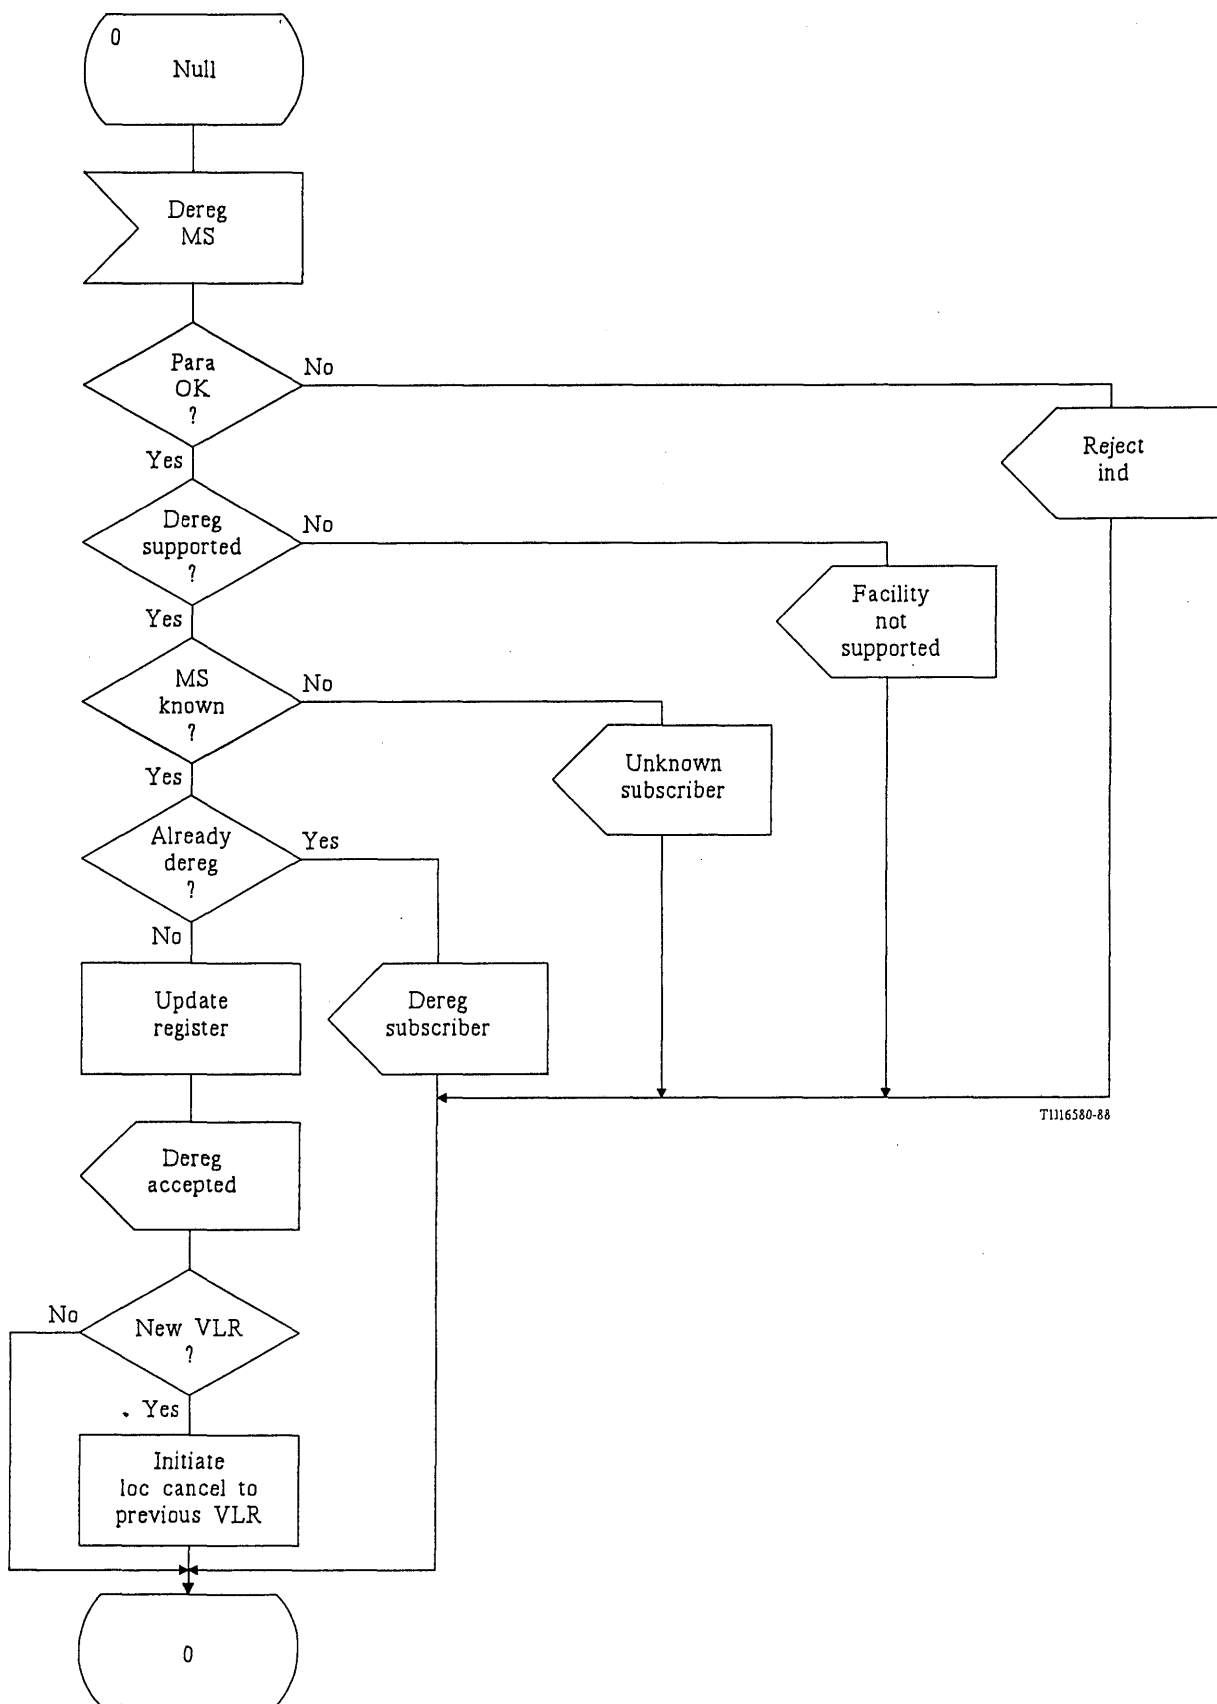 0
Null
Dereg
MS
Para
OK
?
No
Yes
Reject
ind
Dereg
supported
?
No
Yes
Facility
not
supported
MS
known
?
No
Yes
Unknown
subscriber
Already
dereg
?
Yes
No
Update
register
Dereg
subscriber
T1116580-88
Dereg
accepted
New VLR
?
No
Yes
Initiate
loc cancel to
previous VLR
0